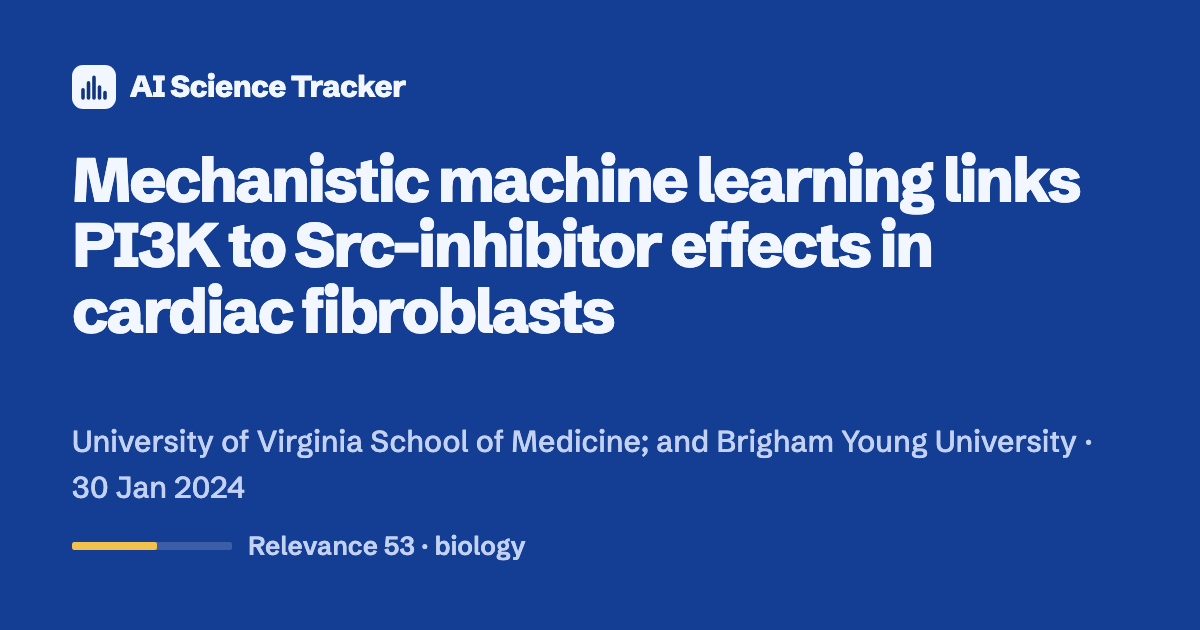 AI Science Tracker
Mechanistic machine learning links
PI3K to Src-inhibitor effects in
cardiac fibroblasts
University of Virginia School of Medicine; and Brigham Young University ·
30 Jan 2024
Relevance 53 · biology